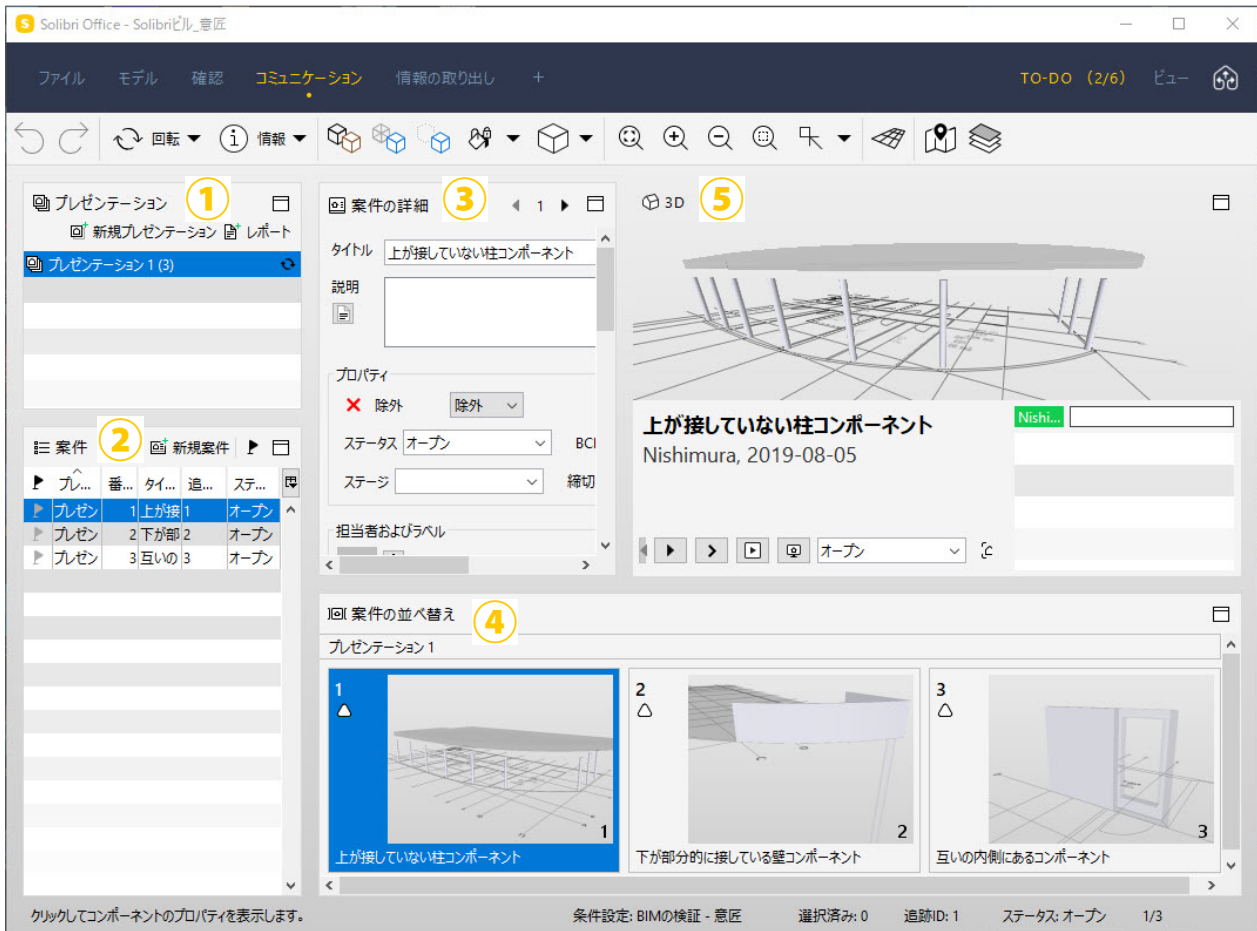 S Solibri Office - Solibriビル_意匠
ファイル モデル 確認 コミュニケーション 情報の取り出し + TO-DO (2/6) ビュー
回転 情報
プレゼンテーション ①
新規プレゼンテーション レポート
プレゼンテーション 1 (3)
案件 ② 新規案件
プレ... 番... タイ... 追... ステ...
プレゼン 1 上が接 1 オープン
プレゼン 2 下が部 2 オープン
プレゼン 3 互いの 3 オープン
案件の詳細 ③ 1
タイトル 上が接していない柱コンポーネント
説明
プロパティ
除外 除外
ステータス オープン BCI
ステージ 締切
担当者およびラベル
3D ⑤
上が接していない柱コンポーネント
Nishimura, 2019-08-05
Nishi...
オープン
案件の並べ替え ④
プレゼンテーション 1
1
1
上が接していない柱コンポーネント
2
2
下が部分的に接している壁コンポーネント
3
3
互いの内側にあるコンポーネント
クリックしてコンポーネントのプロパティを表示します。 条件設定: BIMの検証 - 意匠 選択済み: 0 追跡ID: 1 ステータス: オープン 1/3